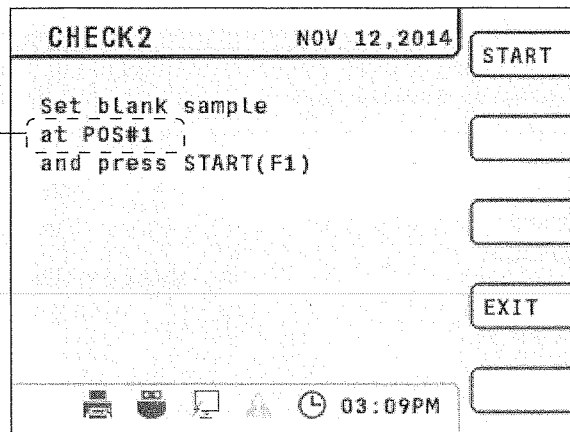 CHECK2 NOV 12,2014
START
Set blank sample
at POS#1
and press START(F1)
EXIT
03:09PM